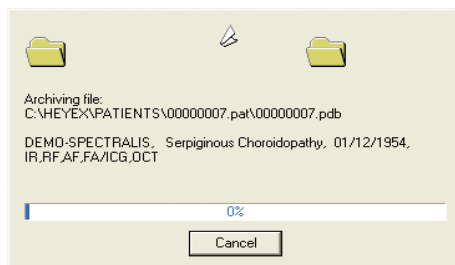 Archiving file:
C:\HEYEX\PATIENTS\00000007.pat\00000007.pdb
DEMO-SPECTRALIS, Serpiginous Choroidopathy, 01/12/1954,
IR,RF,AF,FA/ICG,OCT
0%
Cancel